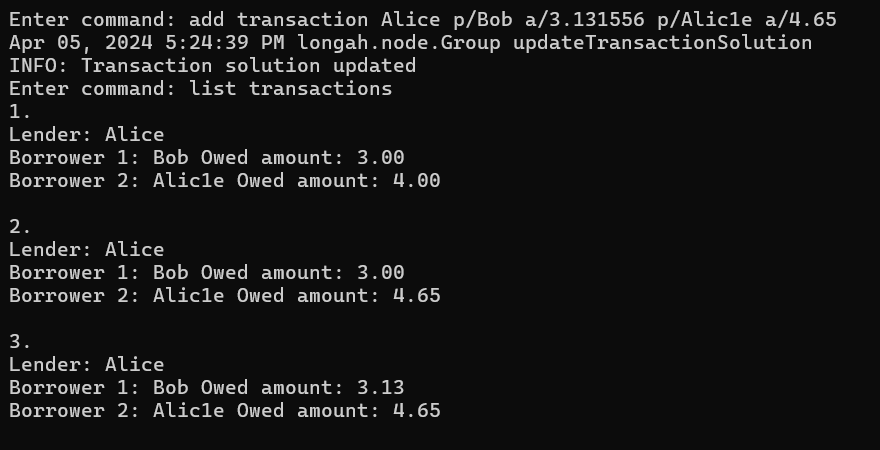 Enter command: add transaction Alice p/Bob a/3.131556 p/Alic1e a/4.65
Apr 05, 2024 5:24:39 PM longah.node.Group updateTransactionSolution
INFO: Transaction solution updated
Enter command: list transactions
1.
Lender: Alice
Borrower 1: Bob Owed amount: 3.00
Borrower 2: Alic1e Owed amount: 4.00

2.
Lender: Alice
Borrower 1: Bob Owed amount: 3.00
Borrower 2: Alic1e Owed amount: 4.65

3.
Lender: Alice
Borrower 1: Bob Owed amount: 3.13
Borrower 2: Alic1e Owed amount: 4.65